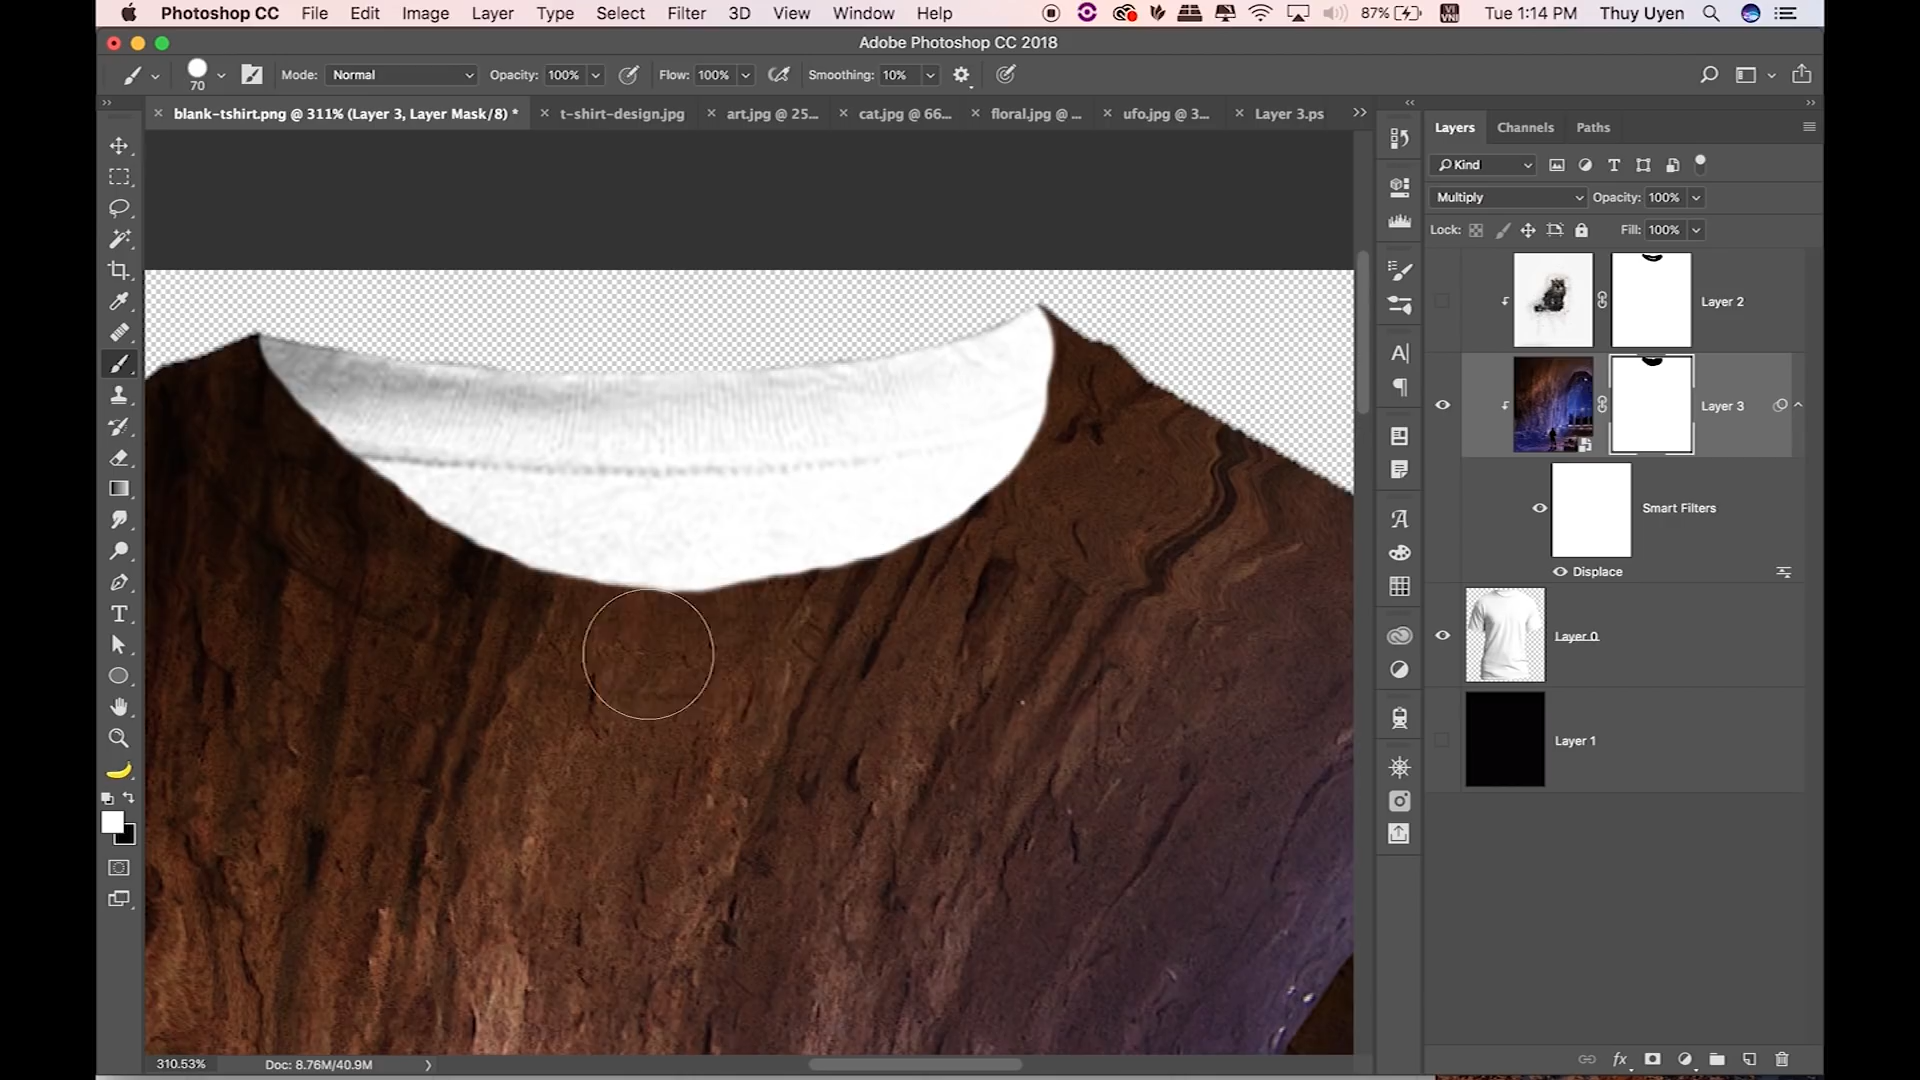 Photoshop CC File Edit Image Layer Type Select Filter 3D View Window Help 87% VI VNI Tue 1:14 PM Thuy Uyen
Adobe Photoshop CC 2018
70 Mode: Normal Opacity: 100% Flow: 100% Smoothing: 10%
blank-tshirt.png @ 311% (Layer 3, Layer Mask/8) * t-shirt-design.jpg art.jpg @ 25... cat.jpg @ 66... floral.jpg @ ... ufo.jpg @ 3... Layer 3.ps
Layers Channels Paths
Kind
Multiply Opacity: 100%
Lock: Fill: 100%
Layer 2
Layer 3
Smart Filters
Displace
Layer 0
Layer 1
310.53% Doc: 8.76M/40.9M
fx